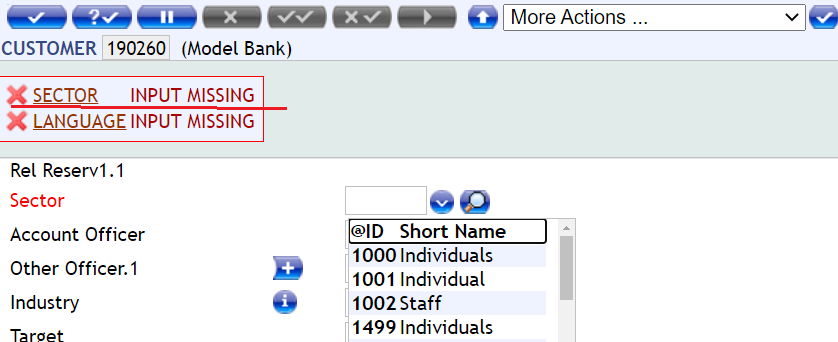 More Actions ...
CUSTOMER 190260 (Model Bank)
SECTOR INPUT MISSING
LANGUAGE INPUT MISSING
Rel Reserv1.1
Sector
@ID Short Name
Account Officer
1000 Individuals
Other Officer.1
1001 Individual
Industry
1002 Staff
1499 Individuals
Target